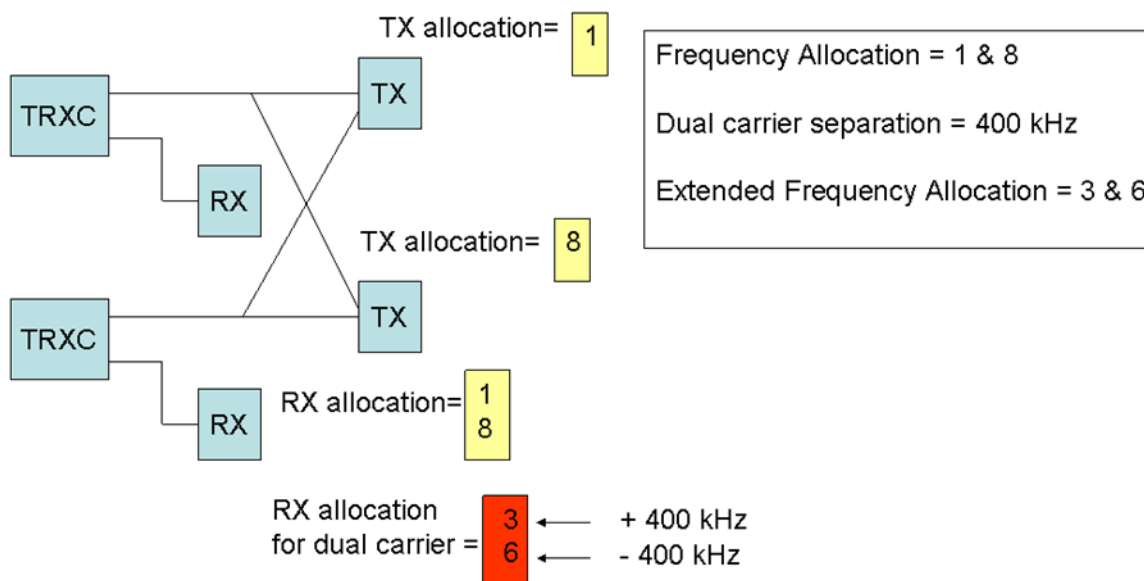 TX allocation= 1
TRXC
TX
RX
Frequency Allocation = 1 & 8
Dual carrier separation = 400 kHz
Extended Frequency Allocation = 3 & 6
TX allocation= 8
TRXC
TX
RX
RX allocation= 1
8
RX allocation
for dual carrier =
3 + 400 kHz
6 - 400 kHz